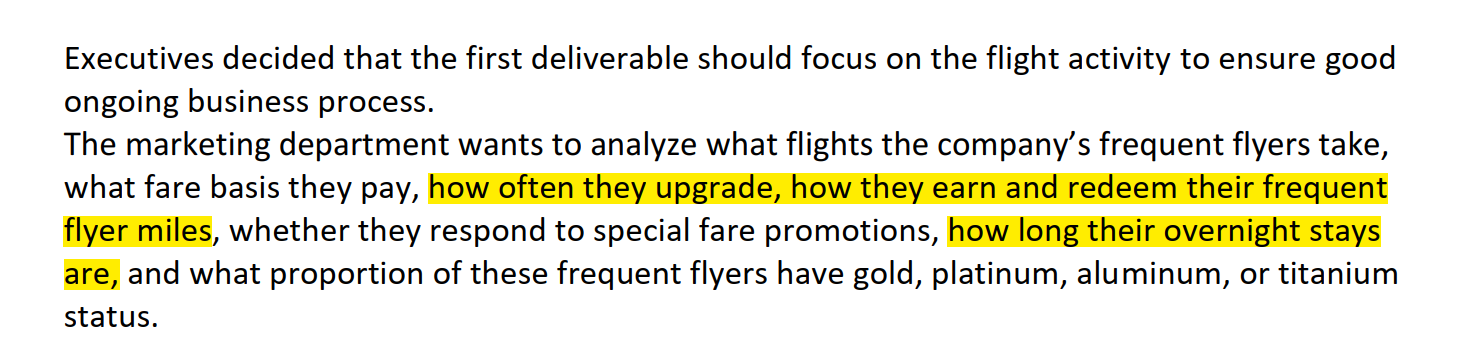 Executives decided that the first deliverable should focus on the flight activity to ensure good
ongoing business process.
The marketing department wants to analyze what flights the company’s frequent flyers take,
what fare basis they pay, how often they upgrade, how they earn and redeem their frequent
flyer miles, whether they respond to special fare promotions, how long their overnight stays
are, and what proportion of these frequent flyers have gold, platinum, aluminum, or titanium
status.